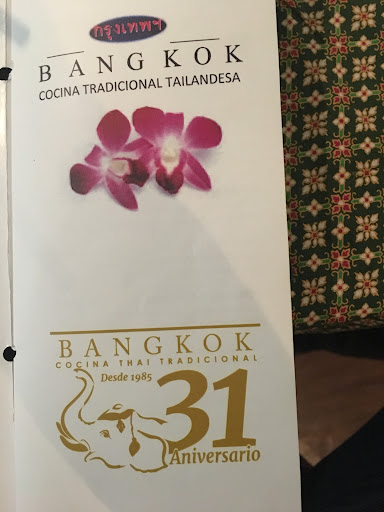 กรุงเทพฯ
BANGKOK
COCINA TRADICIONAL TAILANDESA
BANGKOK
COCINA THAI TRADICIONAL
Desde 1985
31
Aniversario